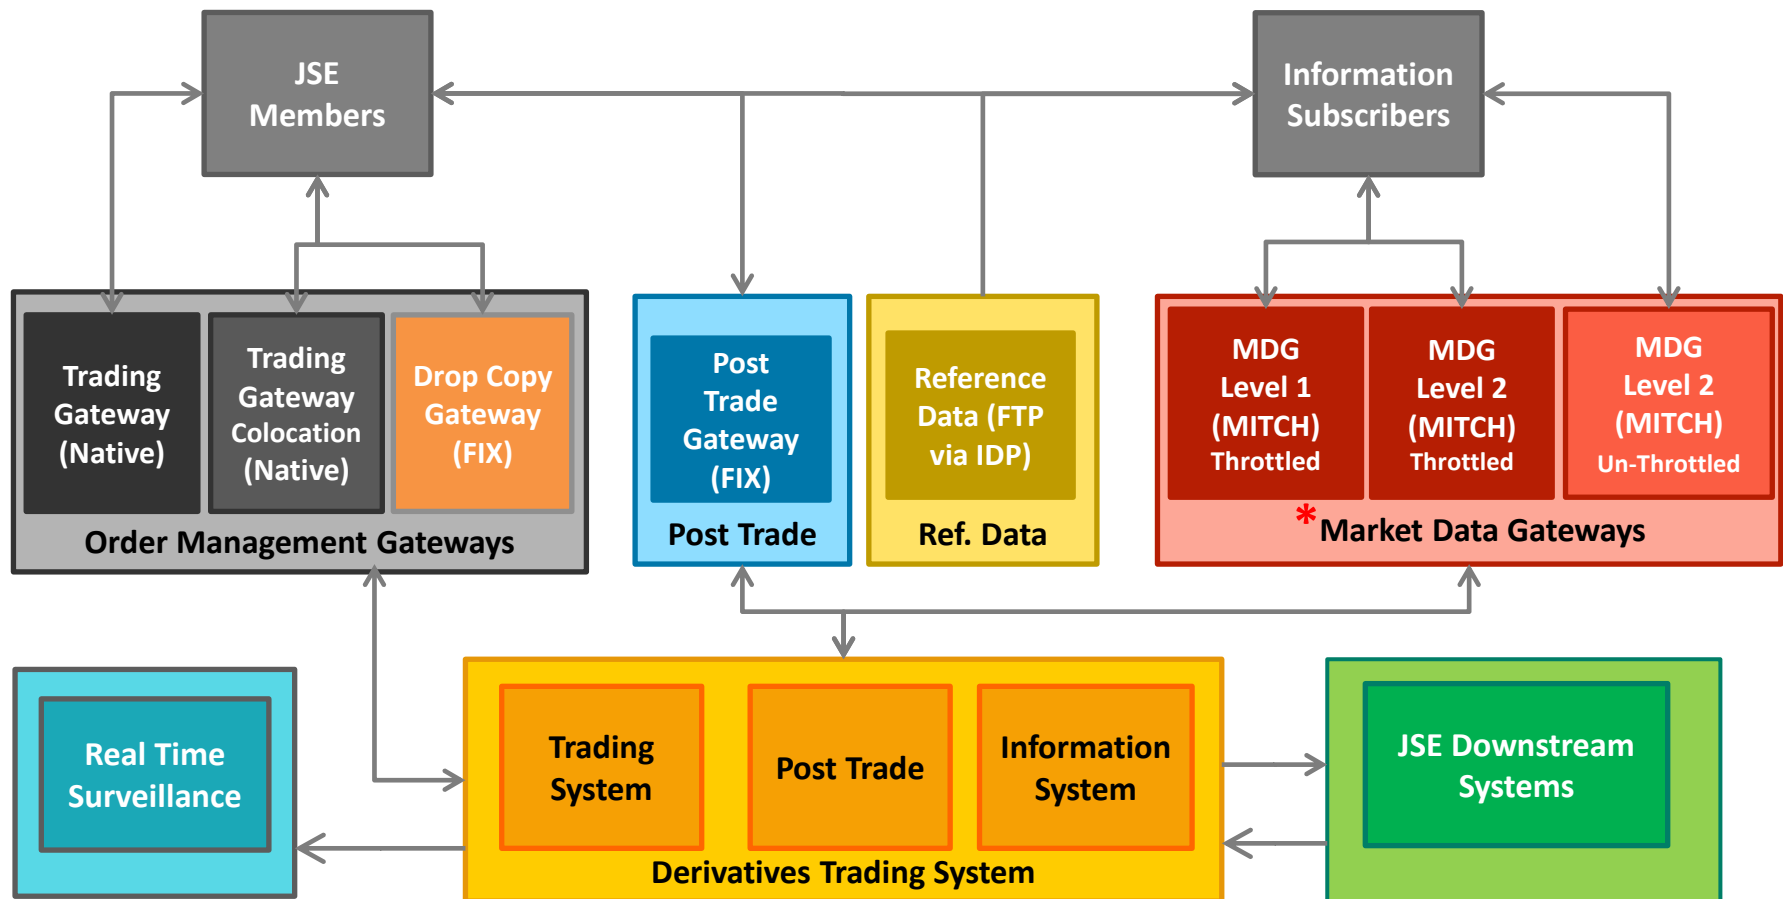 JSE
Members
Information
Subscribers
Trading
Gateway
(Native)
Trading
Gateway
Colocation
(Native)
Drop Copy
Gateway
(FIX)
Order Management Gateways
Post
Trade
Gateway
(FIX)
Post Trade
Reference
Data (FTP
via IDP)
Ref. Data
MDG
Level 1
(MITCH)
Throttled
MDG
Level 2
(MITCH)
Throttled
MDG
Level 2
(MITCH)
Un-Throttled
*Market Data Gateways
Real Time
Surveillance
Trading
System
Post Trade
Information
System
Derivatives Trading System
JSE Downstream
Systems